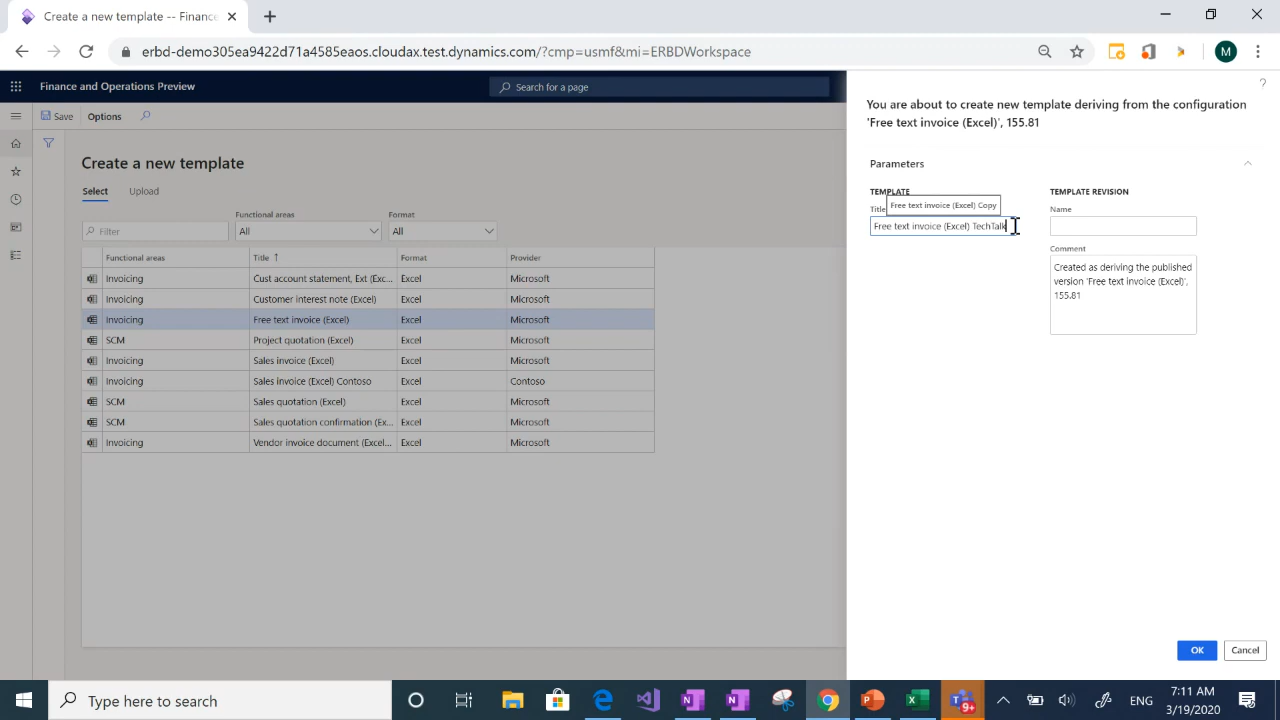 Create a new template -- Financ
erbd-demo305ea9422d71a4585eaos.cloudax.test.dynamics.com/?cmp=usmf&mi=ERBDWorkspace
M
Finance and Operations Preview
Search for a page
?
Save
Options
You are about to create new template deriving from the configuration
'Free text invoice (Excel)', 155.81
Create a new template
Select
Upload
Parameters
TEMPLATE
TEMPLATE REVISION
Free text invoice (Excel) Copy
Title
Name
Free text invoice (Excel) TechTalk
Comment
Created as deriving the published
version 'Free text invoice (Excel)',
155.81
Functional areas
Format
Filter
All
All
Functional areas Title Format Provider
Invoicing Cust account statement, Ext (Exc... Excel Microsoft
Invoicing Customer interest note (Excel) Excel Microsoft
Invoicing Free text invoice (Excel) Excel Microsoft
SCM Project quotation (Excel) Excel Microsoft
Invoicing Sales invoice (Excel) Excel Microsoft
Invoicing Sales invoice (Excel) Contoso Excel Contoso
SCM Sales quotation (Excel) Excel Microsoft
SCM Sales quotation confirmation (Ex... Excel Microsoft
Invoicing Vendor invoice document (Excel... Excel Microsoft
OK
Cancel
Type here to search
9+
ENG
7:11 AM
3/19/2020